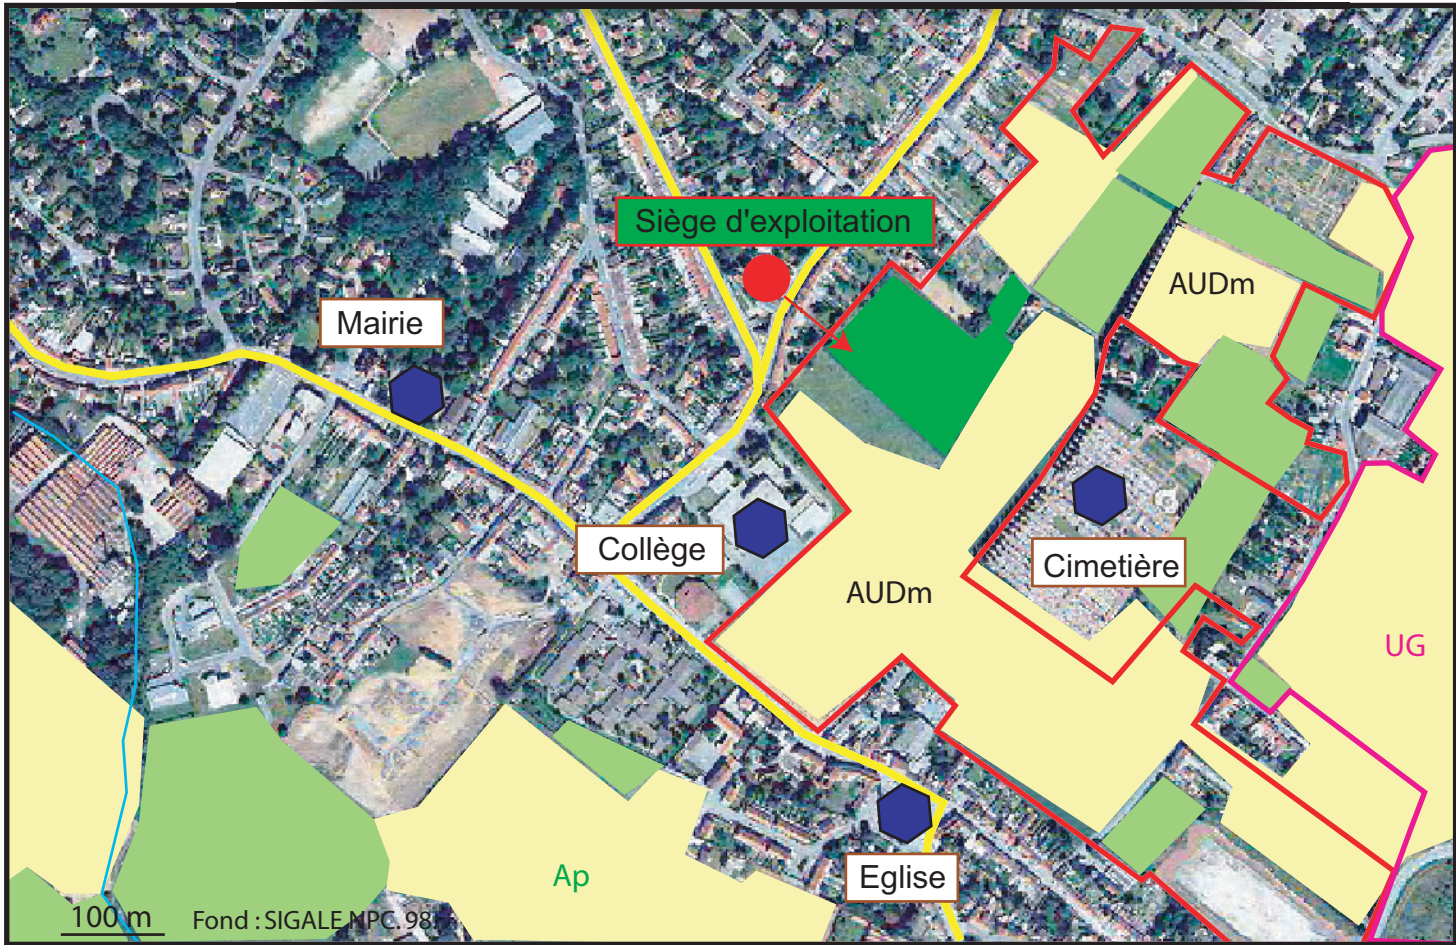 Siège d'exploitation
AUDm
Mairie
Collège
Cimetière
AUDm
UG
Ap
Eglise
100 m
Fond : SIGALE NPC. 98.